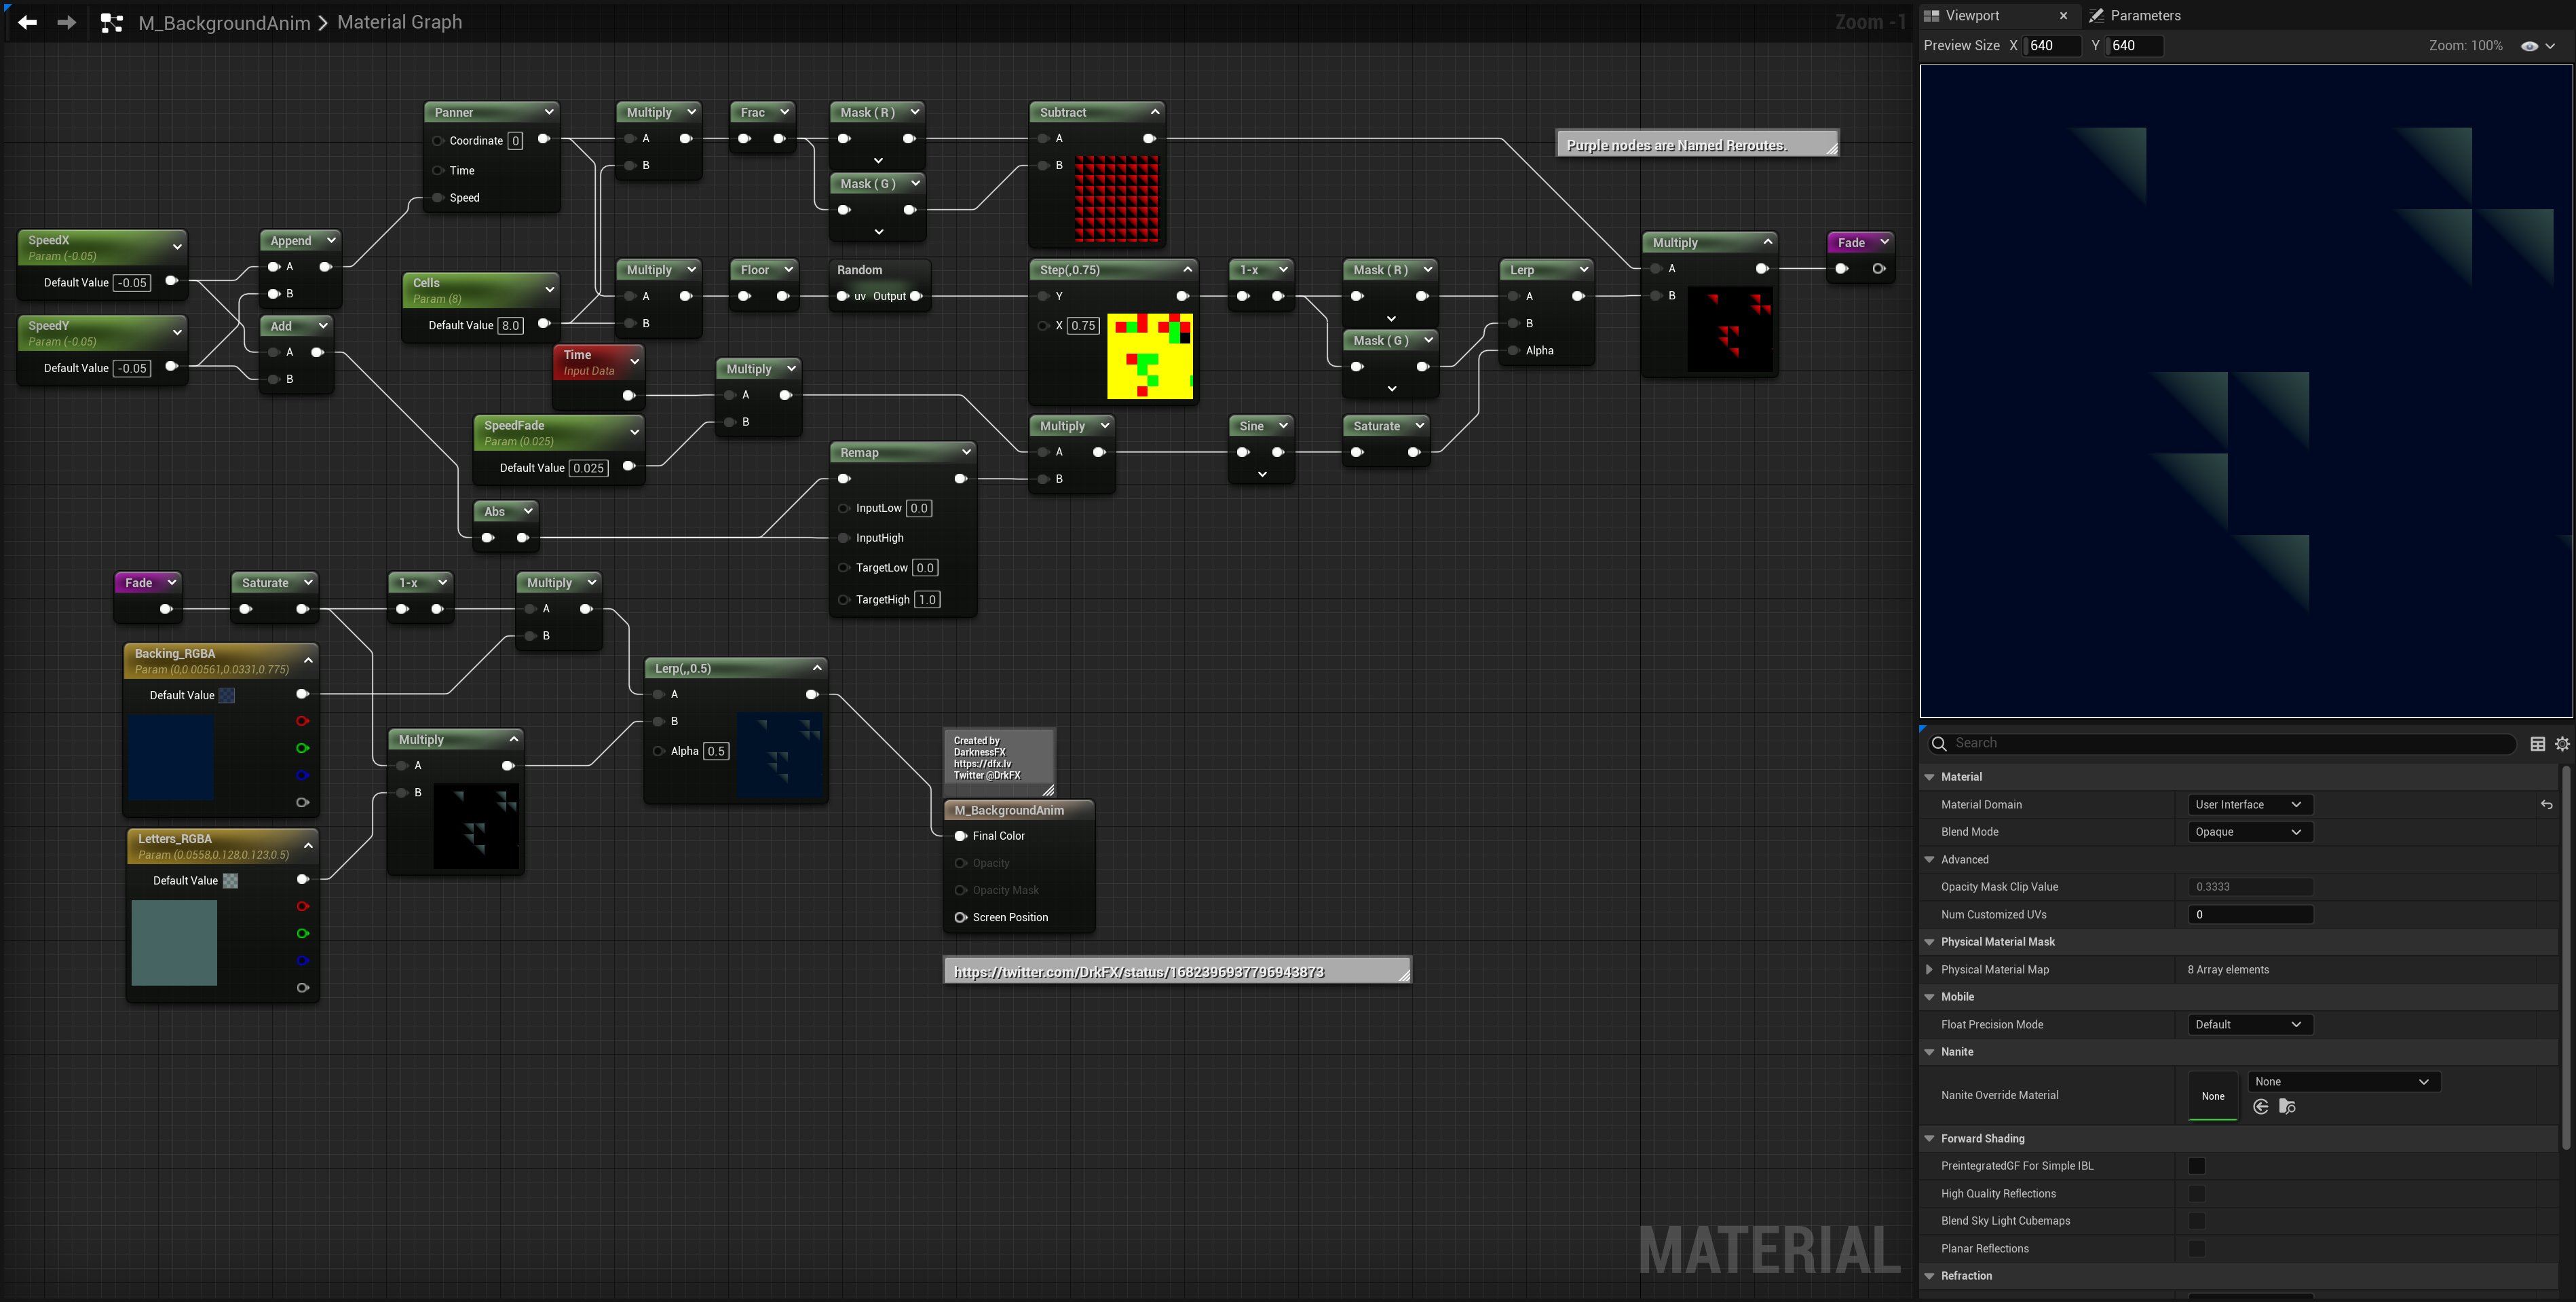 M_BackgroundAnim > Material Graph
Zoom -1
Panner
Coordinate 0
Time
Speed
Multiply
A
B
Frac
Mask ( R )
Mask ( G )
Subtract
A
B
Purple nodes are Named Reroutes.
SpeedX
Param (-0.05)
Default Value -0.05
SpeedY
Param (-0.05)
Default Value -0.05
Append
A
B
Add
A
B
Cells
Param (8)
Default Value 8.0
Multiply
A
B
Floor
Random
uv Output
Step(,0.75)
Y
X 0.75
1-x
Mask ( R )
Mask ( G )
Lerp
A
B
Alpha
Multiply
A
B
Fade
Time
Input Data
SpeedFade
Param (0.025)
Default Value 0.025
Multiply
A
B
Abs
Remap
InputLow 0.0
InputHigh
TargetLow 0.0
TargetHigh 1.0
Multiply
A
B
Sine
Saturate
Fade
Saturate
1-x
Multiply
A
B
Backing_RGBA
Param (0,0.00561,0.0331,0.775)
Default Value
Letters_RGBA
Param (0.0558,0.128,0.123,0.5)
Default Value
Multiply
A
B
Lerp(,,0.5)
A
B
Alpha 0.5
Created by
DarknessFX
https://dfx.lv
Twitter @DrkFX
M_BackgroundAnim
Final Color
Opacity
Opacity Mask
Screen Position
https://twitter.com/DrkFX/status/1682396937796943873
MATERIAL
Viewport
Parameters
Preview Size X 640 Y 640
Zoom: 100%
Search
Material
Material Domain User Interface
Blend Mode Opaque
Advanced
Opacity Mask Clip Value 0.3333
Num Customized UVs 0
Physical Material Mask
Physical Material Map 8 Array elements
Mobile
Float Precision Mode Default
Nanite
Nanite Override Material None None
Forward Shading
PreintegratedGF For Simple IBL
High Quality Reflections
Blend Sky Light Cubemaps
Planar Reflections
Refraction